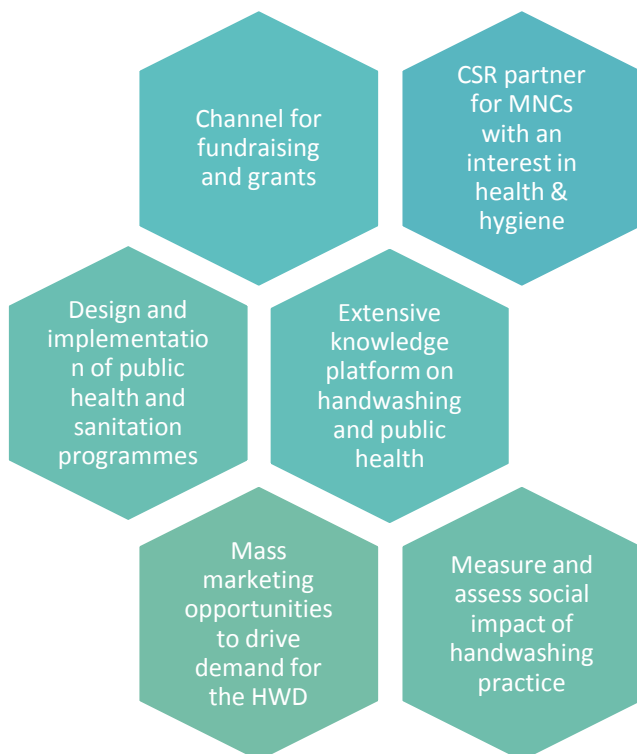 Channel for
fundraising
and grants
CSR partner
for MNCs
with an
interest in
health &
hygiene
Design and
implementatio
n of public
health and
sanitation
programmes
Extensive
knowledge
platform on
handwashing
and public
health
Mass
marketing
opportunities
to drive
demand for
the HWD
Measure and
assess social
impact of
handwashing
practice